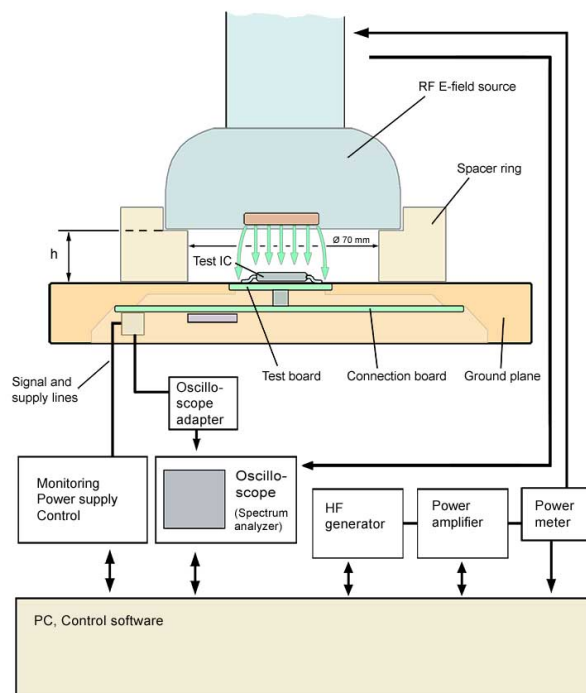 RF E-field source
Spacer ring
h
Ø 70 mm
Test IC
Signal and
supply lines
Test board
Connection board
Ground plane
Oscillo-
scope
adapter
Monitoring
Power supply
Control
Oscillo-
scope
(Spectrum
analyzer)
HF
generator
Power
amplifier
Power
meter
PC, Control software